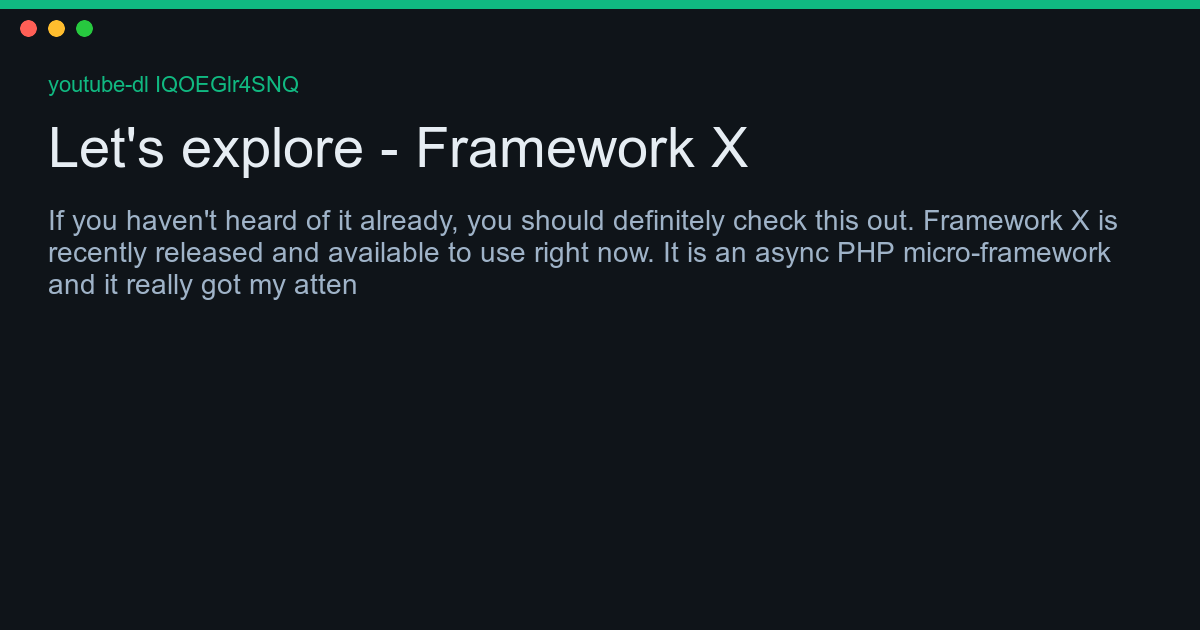 youtube-dl IQOEGlr4SNQ
Let's explore - Framework X
If you haven't heard of it already, you should definitely check this out. Framework X is
recently released and available to use right now. It is an async PHP micro-framework
and it really got my atten